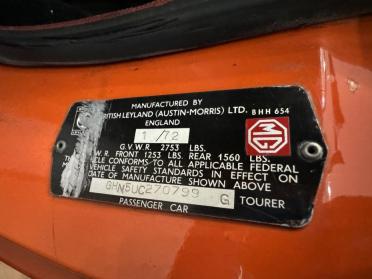 MANUFACTURED BY
BRITISH LEYLAND (AUSTIN-MORRIS) LTD. BHH 654
ENGLAND
1/72
G.V.W.R. 2753 LBS.
W.R. FRONT 1253 LBS. REAR 1560 LBS.
VEHICLE CONFORMS TO ALL APPLICABLE FEDERAL
VEHICLE SAFETY STANDARDS IN EFFECT ON
DATE OF MANUFACTURE SHOWN ABOVE
GHN5UC270799 G TOURER
PASSENGER CAR
MG